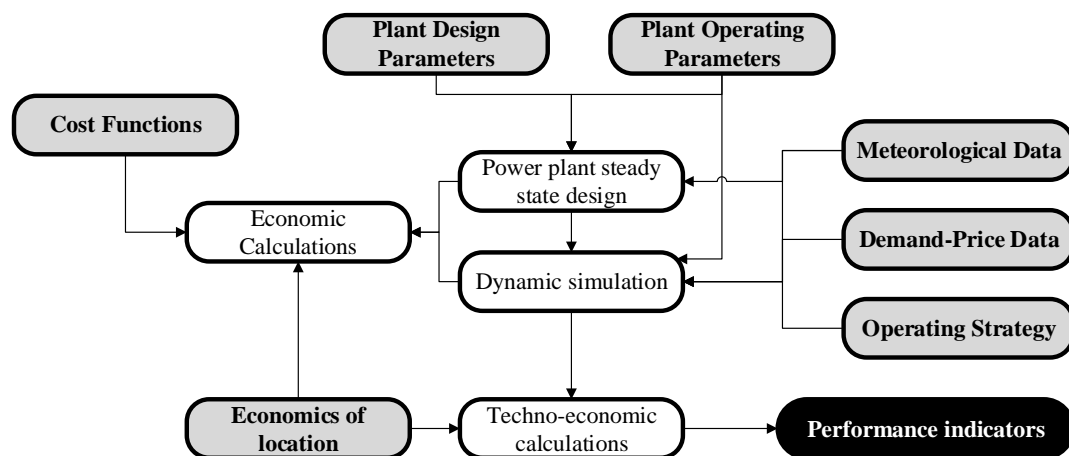 Plant Design
Parameters
Plant Operating
Parameters
Cost Functions
Meteorological Data
Power plant steady
state design
Economic
Calculations
Demand-Price Data
Dynamic simulation
Operating Strategy
Economics of
location
Techno-economic
calculations
Performance indicators